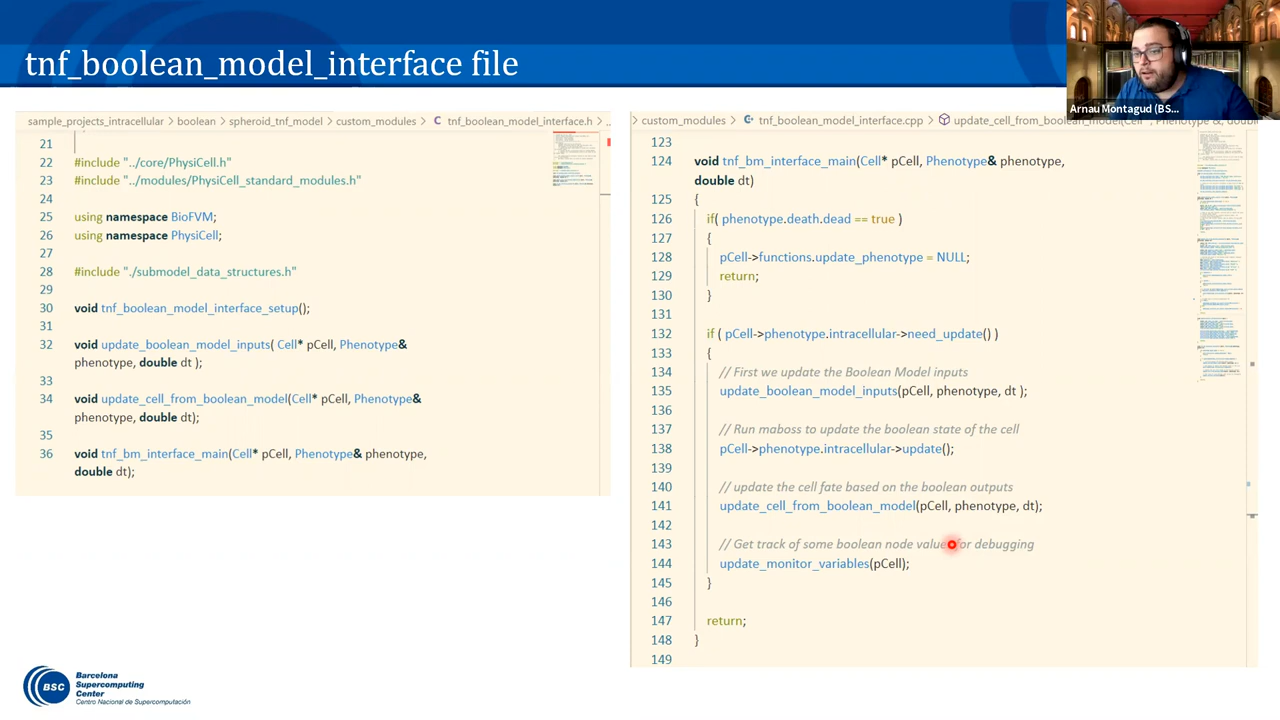 tnf_boolean_model_interface file
Arnau Montagud (BS...
sample_projects_intracellular > boolean > spheroid_tnf_model > custom_modules > C tnf_boolean_model_interface.h > ..
21
22 #include "../core/PhysiCell.h"
23 #include "../modules/PhysiCell_standard_modules.h"
24
25 using namespace BioFVM;
26 using namespace PhysiCell;
27
28 #include "./submodel_data_structures.h"
29
30 void tnf_boolean_model_interface_setup();
31
32 void update_boolean_model_inputs( Cell* pCell, Phenotype&
phenotype, double dt );
33
34 void update_cell_from_boolean_model(Cell* pCell, Phenotype&
phenotype, double dt);
35
36 void tnf_bm_interface_main(Cell* pCell, Phenotype& phenotype,
double dt);
> custom_modules > tnf_boolean_model_interface.cpp > update_cell_from_boolean_model(Cell *, Phenotype &, doub
123
124 void tnf_bm_interface_main(Cell* pCell, Phenotype& phenotype,
double dt)
125 {
126 if( phenotype.death.dead == true )
127 {
128 pCell->functions.update_phenotype = NULL;
129 return;
130 }
131
132 if ( pCell->phenotype.intracellular->need_update() )
133 {
134 // First we update the Boolean Model inputs
135 update_boolean_model_inputs(pCell, phenotype, dt );
136
137 // Run maboss to update the boolean state of the cell
138 pCell->phenotype.intracellular->update();
139
140 // update the cell fate based on the boolean outputs
141 update_cell_from_boolean_model(pCell, phenotype, dt);
142
143 // Get track of some boolean node values for debugging
144 update_monitor_variables(pCell);
145 }
146
147 return;
148 }
149
BSC
Barcelona
Supercomputing
Center
Centro Nacional de Supercomputación